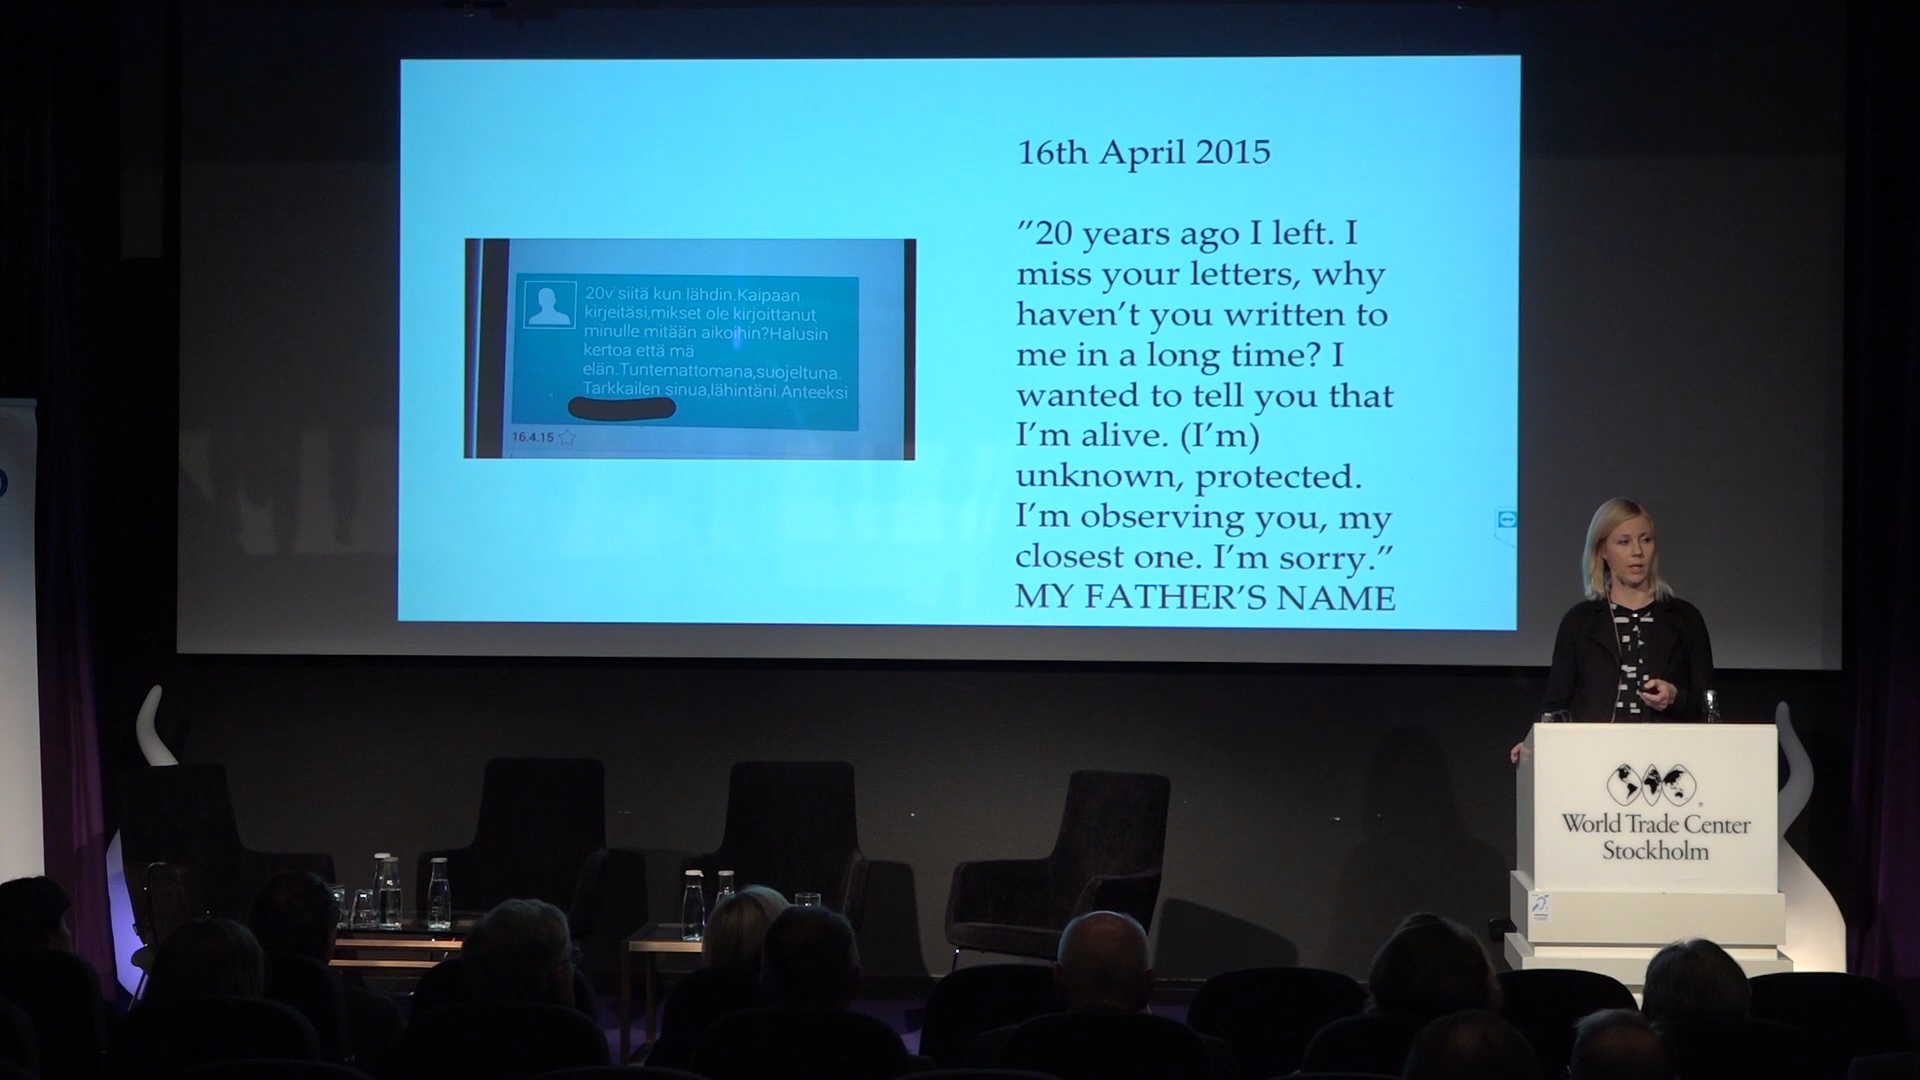 16th April 2015
"20 years ago I left. I
miss your letters, why
haven't you written to
me in a long time? I
wanted to tell you that
I'm alive. (I'm)
unknown, protected.
I'm observing you, my
closest one. I'm sorry."
MY FATHER'S NAME
20v siitä kun lähdin.Kaipaan
kirjeitäsi,mikset ole kirjoittanut
minulle mitään aikoihin?Halusin
kertoa että mä
elän.Tuntemattomana,suojeltuna.
Tarkkailen sinua,lähintäni.Anteeksi
16.4.15
World Trade Center
Stockholm